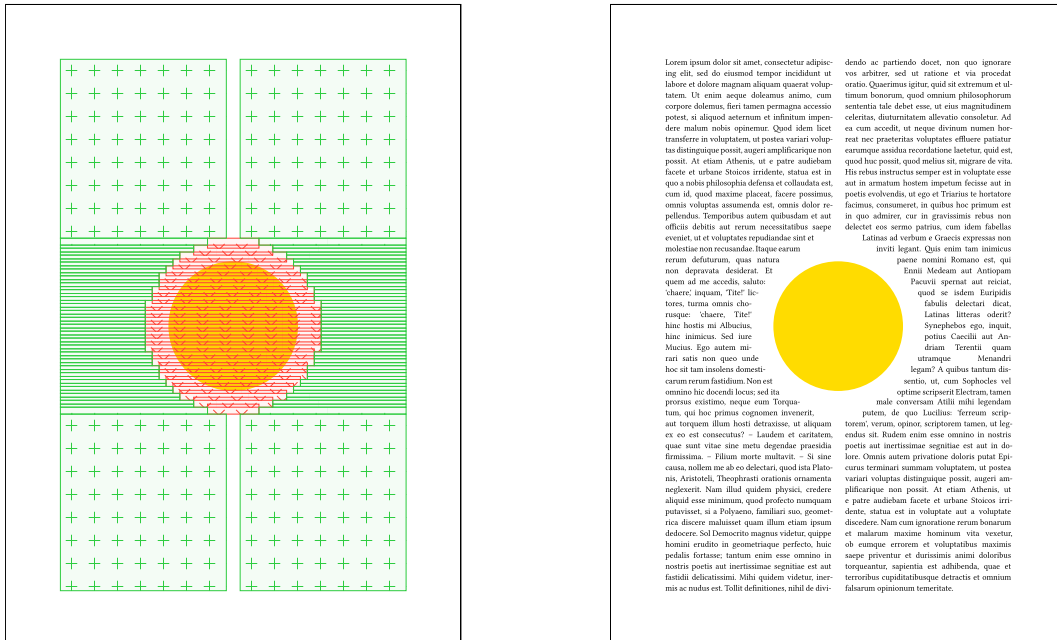 Lorem ipsum dolor sit amet, consectetur adipisc-
ing elit, sed do eiusmod tempor incididunt ut
labore et dolore magnam aliquam quaerat volup-
tatem. Ut enim aeque doleamus animo, cum
corpore dolemus, fieri tamen permagna accessio
potest, si aliquod aeternum et infinitum impen-
dere malum nobis opinemur. Quod idem licet
transferre in voluptatem, ut postea variari volup-
tas distinguique possit, augeri amplificarique non
possit. At etiam Athenis, ut e patre audiebam
facete et urbane Stoicos irridente, statua est in
quo a nobis philosophia defensa et collaudata est,
cum id, quod maxime placeat, facere possimus,
omnis voluptas assumenda est, omnis dolor re-
pellendus. Temporibus autem quibusdam et aut
officiis debitis aut rerum necessitatibus saepe
eveniet, ut et voluptates repudiandae sint et
molestiae non recusandae. Itaque earum
rerum defuturum, quas natura
non depravata desiderat. Et
quem ad me accedis, saluto:
'chaere,' inquam, 'Tite!' lic-
tores, turma omnis cho-
rusque: 'chaere, Tite!'
hinc hostis mi Albucius,
hinc inimicus. Sed iure
Mucius. Ego autem mi-
rari satis non queo unde
hoc sit tam insolens domesti-
carum rerum fastidium. Non est
omnino hic docendi locus; sed ita
prorsus existimo, neque eum Torqua-
tum, qui hoc primus cognomen invenerit,
aut torquem illum hosti detraxisse, ut aliquam
ex eo est consecutus? – Laudem et caritatem,
quae sunt vitae sine metu degendae praesidia
firmissima. – Filium morte multavit. – Si sine
causa, nollem me ab eo delectari, quod ista Plato-
nis, Aristoteli, Theophrasti orationis ornamenta
neglexerit. Nam illud quidem physici, credere
aliquid esse minimum, quod profecto numquam
putavisset, si a Polyaeno, familiari suo, geomet-
rica discere maluisset quam illum etiam ipsum
dedocere. Sol Democrito magnus videtur, quippe
homini erudito in geometriaque perfecto, huic
pedalis fortasse; tantum enim esse omnino in
nostris poetis aut inertissimae segnitiae est aut
fastidii delicatissimi. Mihi quidem videtur, iner-
mis ac nudus est. Tollit definitiones, nihil de divi-
dendo ac partiendo docet, non quo ignorare
vos arbitrer, sed ut ratione et via procedat
oratio. Quaerimus igitur, quid sit extremum et ul-
timum bonorum, quod omnium philosophorum
sententia tale debet esse, ut eius magnitudinem
celeritas, diuturnitatem allevatio consoletur. Ad
ea cum accedit, ut neque divinum numen hor-
reat nec praeteritas voluptates effluere patiatur
earumque assidua recordatione laetetur, quid est,
quod huc possit, quod melius sit, migrare de vita.
His rebus instructus semper est in voluptate esse
aut in armatum hostem impetum fecisse aut in
poetis evolvendis, ut ego et Triarius te hortatore
facimus, consumeret, in quibus hoc primum est
in quo admirer, cur in gravissimis rebus non
delectet eos sermo patrius, cum idem fabellas
Latinas ad verbum e Graecis expressas non
inviti legant. Quis enim tam inimicus
paene nomini Romano est, qui
Ennii Medeam aut Antiopam
Pacuvii spernat aut reiciat,
quod se isdem Euripidis
fabulis delectari dicat,
Latinas litteras oderit?
Synephebos ego, inquit,
potius Caecilii aut An-
driam Terentii quam
utramque Menandri
legam? A quibus tantum dis-
sentio, ut, cum Sophocles vel
optime scripserit Electram, tamen
male conversam Atilii mihi legendam
putem, de quo Lucilius: 'ferreum scrip-
torem', verum, opinor, scriptorem tamen, ut leg-
endus sit. Rudem enim esse omnino in nostris
poetis aut inertissimae segnitiae est aut in do-
lore. Omnis autem privatione doloris putat Epi-
curus terminari summam voluptatem, ut postea
variari voluptas distinguique possit, augeri am-
plificarique non possit. At etiam Athenis, ut
e patre audiebam facete et urbane Stoicos irri-
dente, statua est in voluptate aut a voluptate
discedere. Nam cum ignoratione rerum bonarum
et malarum maxime hominum vita vexetur,
ob eumque errorem et voluptatibus maximis
saepe priventur et durissimis animi doloribus
torqueantur, sapientia est adhibenda, quae et
terroribus cupiditatibusque detractis et omnium
falsarum opinionum temeritate.